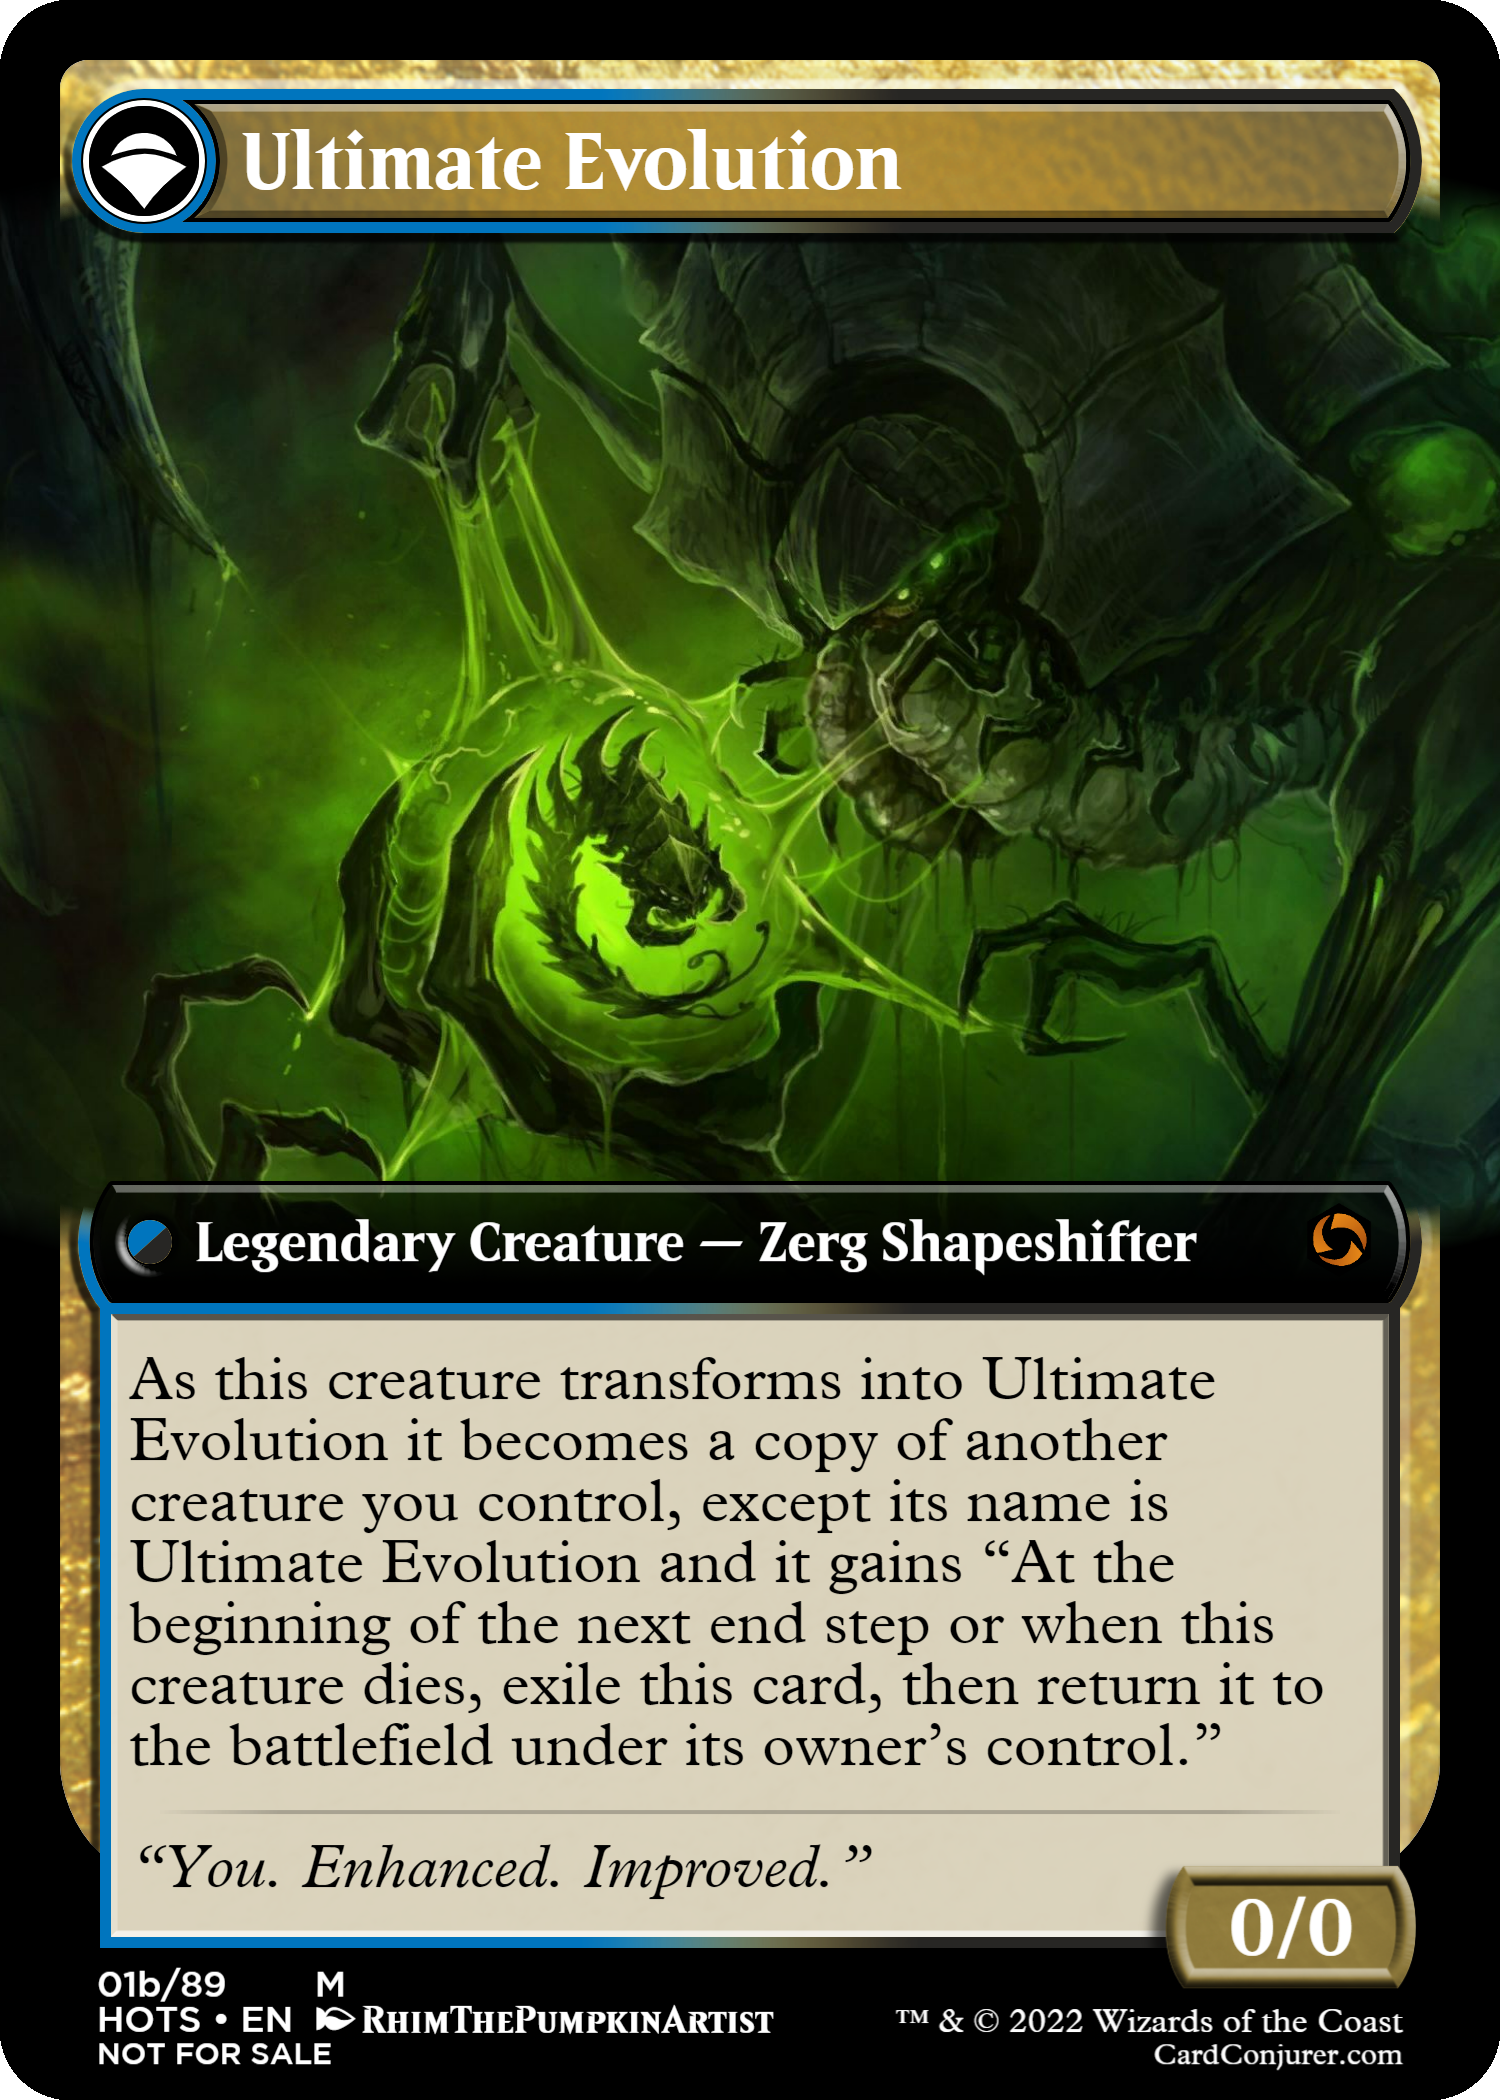 Ultimate Evolution
Legendary Creature — Zerg Shapeshifter
As this creature transforms into Ultimate
Evolution it becomes a copy of another
creature you control, except its name is
Ultimate Evolution and it gains “At the
beginning of the next end step or when this
creature dies, exile this card, then return it to
the battlefield under its owner’s control.”
“You. Enhanced. Improved.”
0/0
01b/89 M
HOTS • EN RhimThePumpkinArtist
NOT FOR SALE
™ & © 2022 Wizards of the Coast
CardConjurer.com